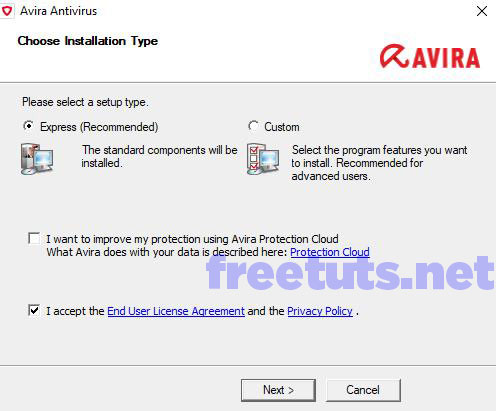 Avira Antivirus
Choose Installation Type
AVIRA
Please select a setup type.
Express (Recommended)
The standard components will be
installed.
Custom
Select the program features you want
to install. Recommended for
advanced users.
I want to improve my protection using Avira Protection Cloud
What Avira does with your data is described here: Protection Cloud
freetuts.net
I accept the End User License Agreement and the Privacy Policy .
Next >
Cancel